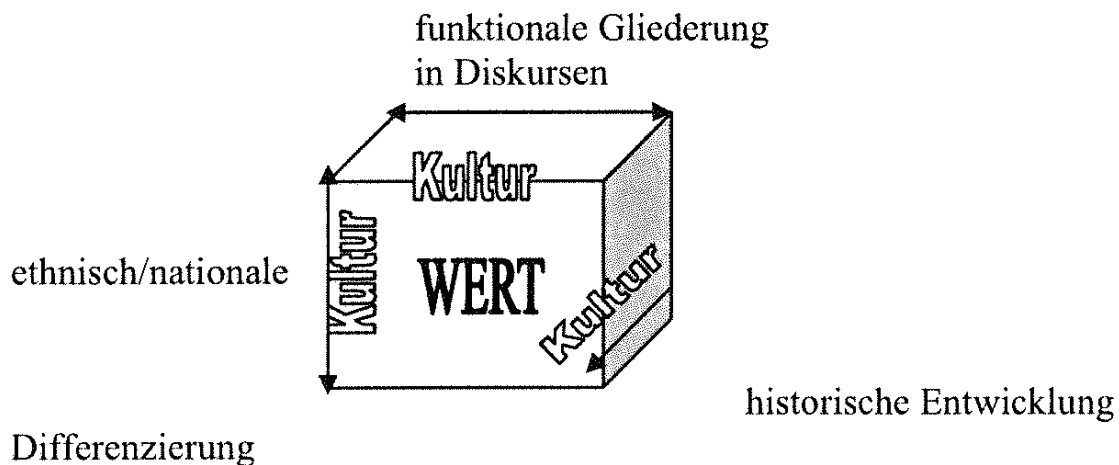 funktionale Gliederung
in Diskursen
Kultur
Kultur
ethnisch/nationale
WERT
Kultur
historische Entwicklung
Differenzierung